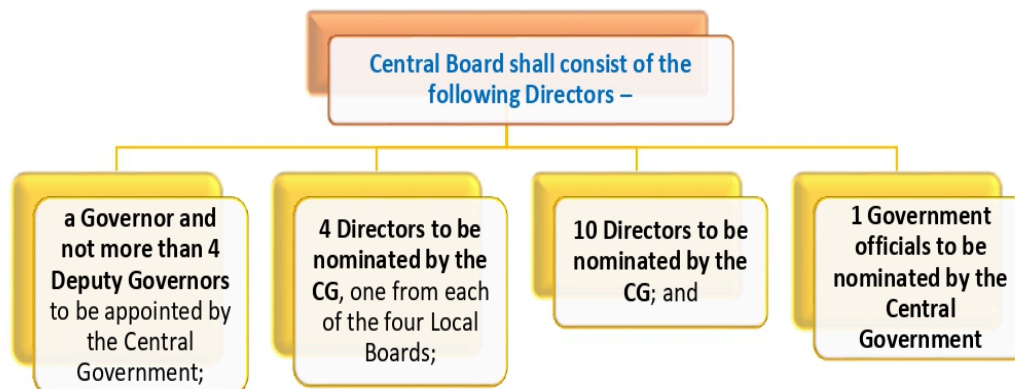 Central Board shall consist of the
following Directors –
a Governor and
not more than 4
Deputy Governors
to be appointed by
the Central
Government;
4 Directors to be
nominated by the
CG, one from each
of the four Local
Boards;
10 Directors to be
nominated by the
CG; and
1 Government
officials to be
nominated by the
Central
Government